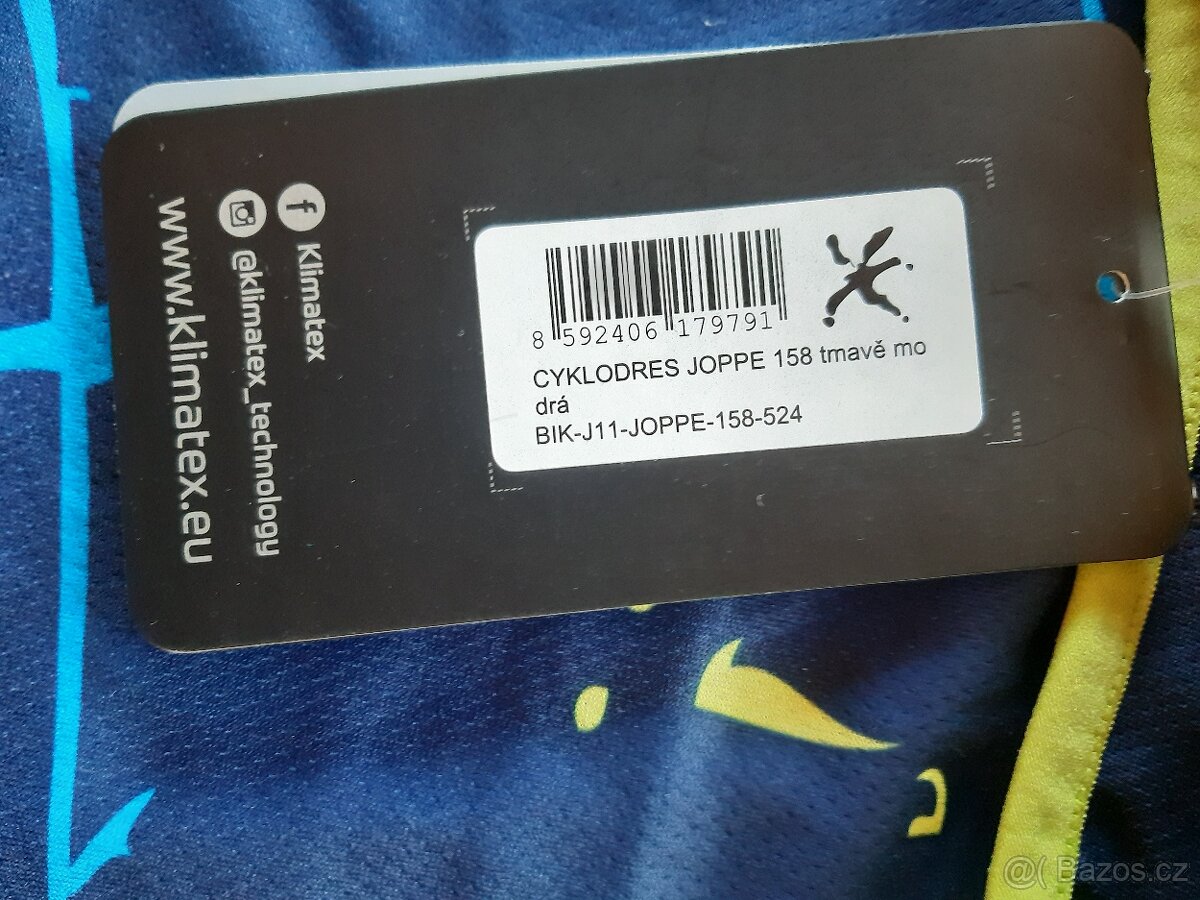 8 592406 179791
CYKLODRES JOPPE 158 tmavě mo
drá
BIK-J11-JOPPE-158-524
f Klimatex
@klimatex_technology
www.klimatex.eu
@( Bazos.cz